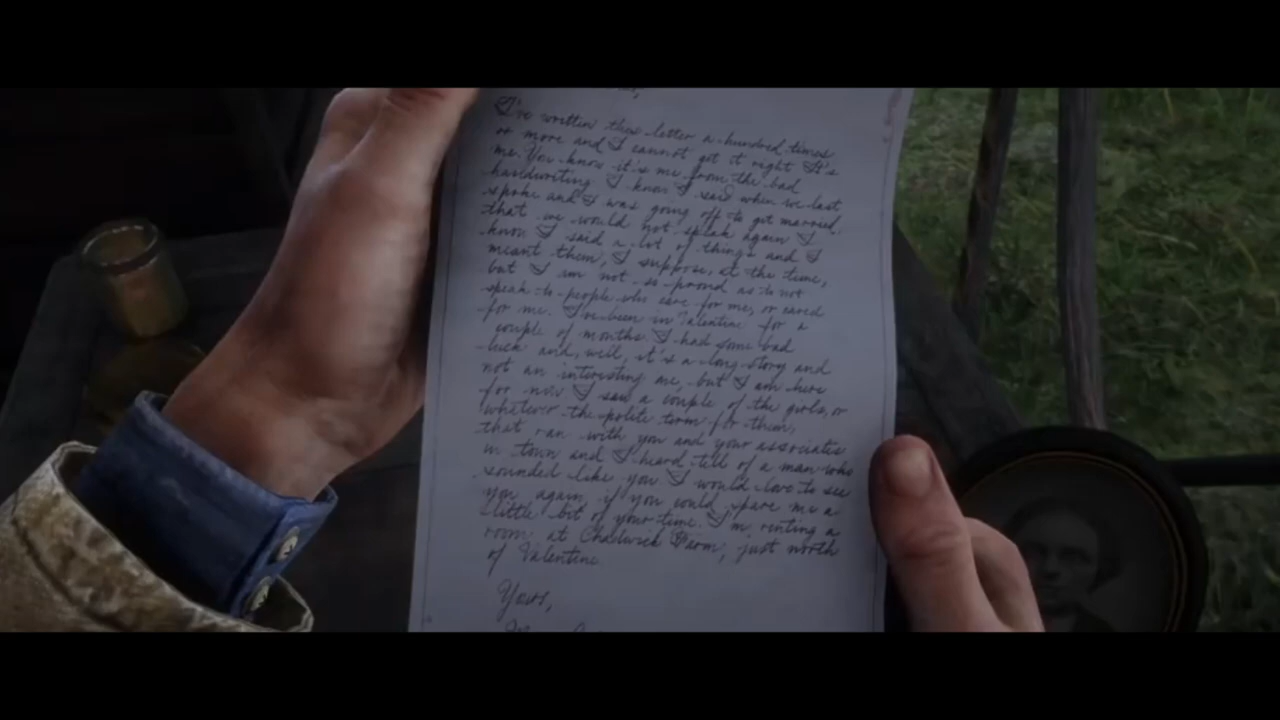 I've written this letter a hundred times
or more and I cannot get it right It's
me. You know it's me from the bad
handwriting I know I said when we last
spoke and I was going off to get married,
that we would not speak again I
know I said a lot of things and I
meant them, I suppose, at the time,
but I am not so proud as to not
speak to people who care for me, or cared
for me. I've been in Valentine for a
couple of months. I had some bad
luck and, well, it's a long story and
not an interesting me, but I am here
for now I saw a couple of the girls, or
whatever the polite term for them,
that ran with you and your associates
in town and I heard tell of a man who
sounded like you I would love to see
you again, if you could spare me a
little bit of your time. I'm renting a
room at Chadwick Farm, just north
of Valentine.
Yours,